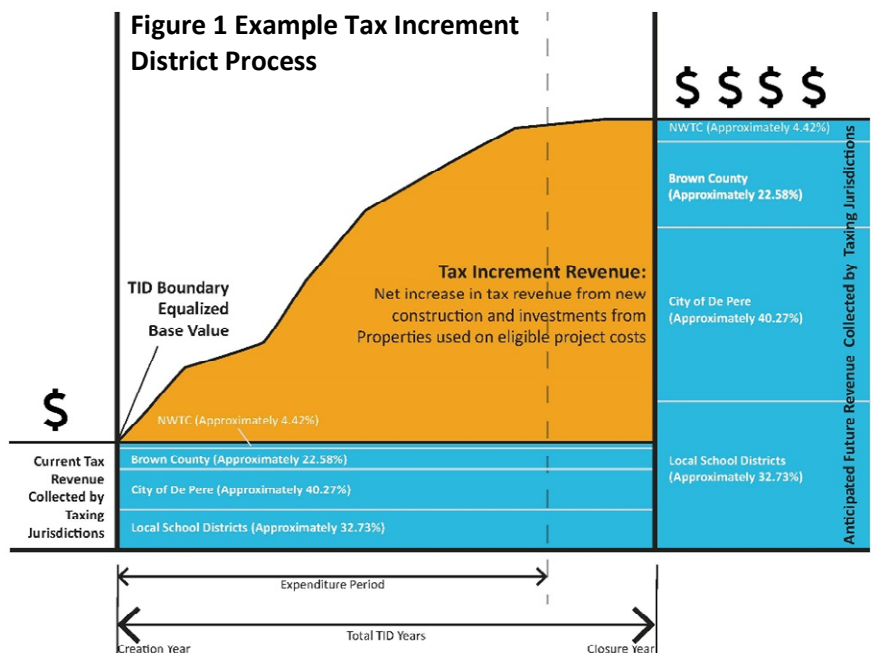 Figure 1 Example Tax Increment
District Process
$ $ $ $
NWTC (Approximately 4.42%)
Brown County
(Approximately 22.58%)
City of De Pere
(Approximately 40.27%)
Local School Districts
(Approximately 32.73%)
Anticipated Future Revenue Collected by Taxing Jurisdictions
Tax Increment Revenue:
Net increase in tax revenue from new
construction and investments from
Properties used on eligible project costs
TID Boundary
Equalized
Base Value
$
Current Tax
Revenue
Collected by
Taxing
Jurisdictions
NWTC (Approximately 4.42%)
Brown County (Approximately 22.58%)
City of De Pere (Approximately 40.27%)
Local School Districts (Approximately 32.73%)
Expenditure Period
Total TID Years
Creation Year
Closure Year